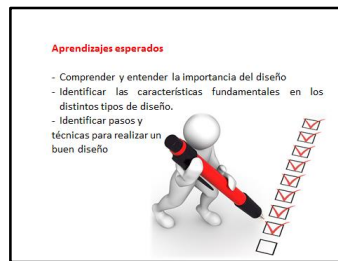 Aprendizajes esperados
- Comprender y entender la importancia del diseño
- Identificar las características fundamentales en los
distintos tipos de diseño.
- Identificar pasos y
técnicas para realizar un
buen diseño